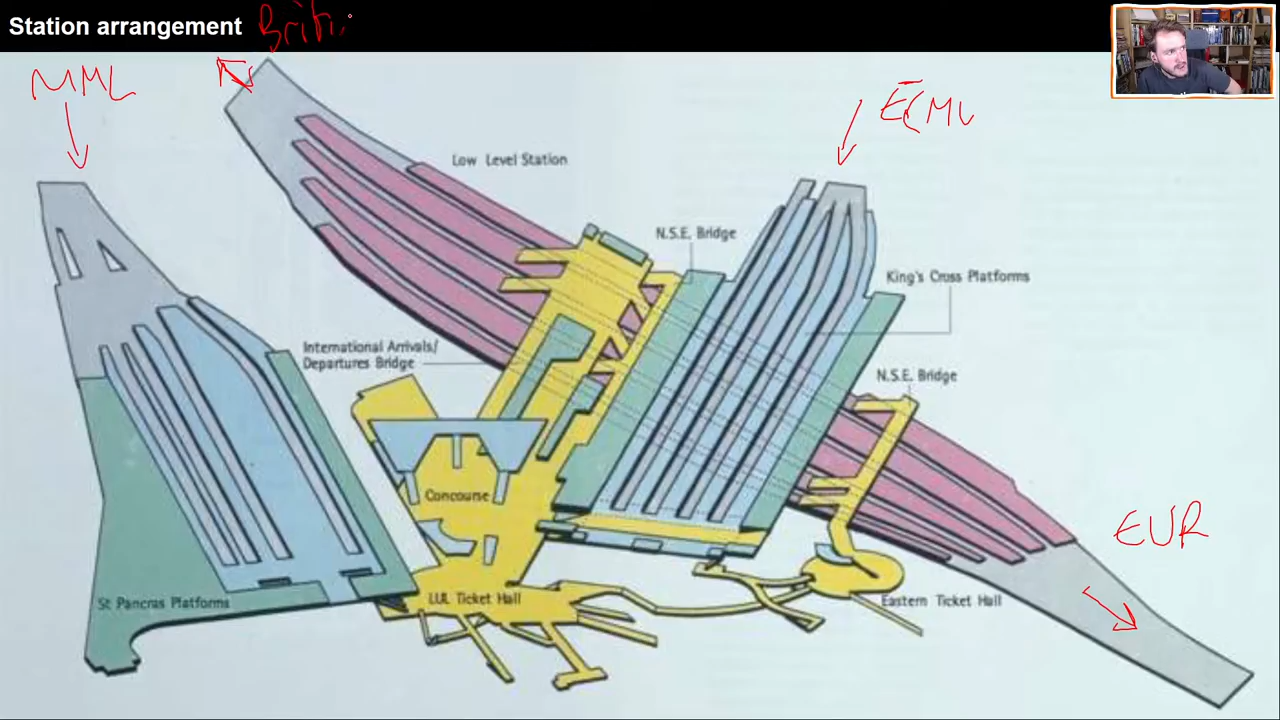 Station arrangement
MML
ECML
Low Level Station
N.S.E. Bridge
King's Cross Platforms
International Arrivals/
Departures Bridge
N.S.E. Bridge
Concourse
EUR
St Pancras Platforms
LUL Ticket Hall
Eastern Ticket Hall